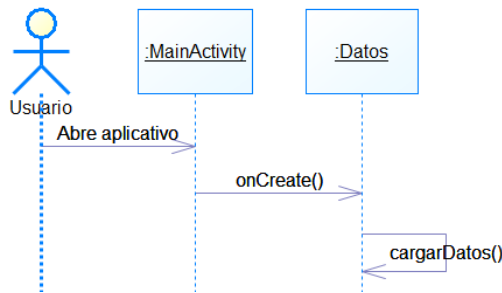 :MainActivity
:Datos
Usuario
Abre aplicativo
onCreate()
cargarDatos()